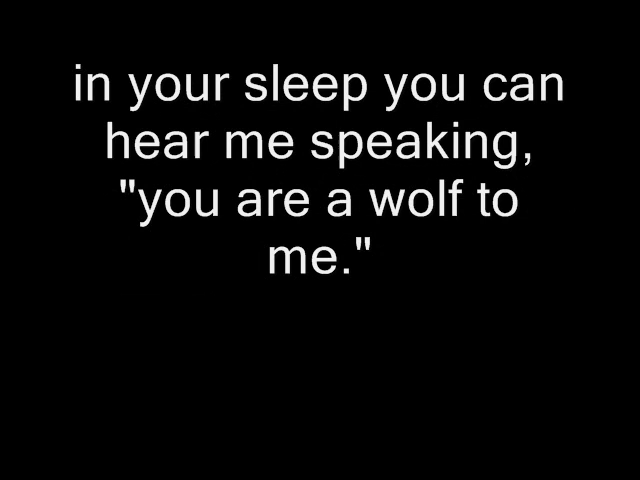 in your sleep you can
hear me speaking,
"you are a wolf to
me."